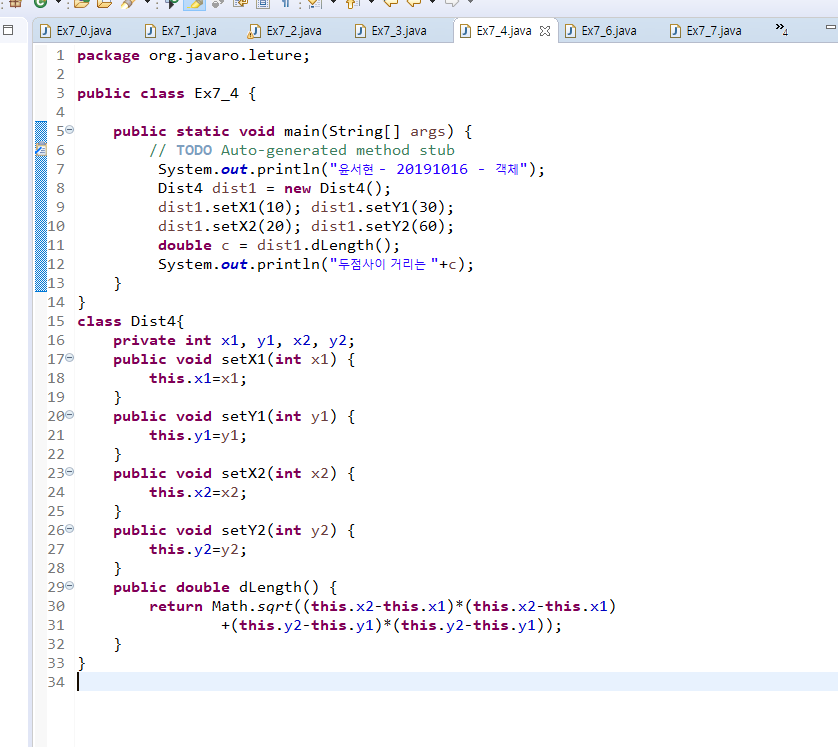 Ex7_0.java Ex7_1.java Ex7_2.java Ex7_3.java Ex7_4.java Ex7_6.java Ex7_7.java »4
1 package org.javaro.leture;
2
3 public class Ex7_4 {
4
5 public static void main(String[] args) {
6 // TODO Auto-generated method stub
7 System.out.println("윤서현 - 20191016 - 객체");
8 Dist4 dist1 = new Dist4();
9 dist1.setX1(10); dist1.setY1(30);
10 dist1.setX2(20); dist1.setY2(60);
11 double c = dist1.dLength();
12 System.out.println("두점사이 거리는 "+c);
13 }
14 }
15 class Dist4{
16 private int x1, y1, x2, y2;
17 public void setX1(int x1) {
18 this.x1=x1;
19 }
20 public void setY1(int y1) {
21 this.y1=y1;
22 }
23 public void setX2(int x2) {
24 this.x2=x2;
25 }
26 public void setY2(int y2) {
27 this.y2=y2;
28 }
29 public double dLength() {
30 return Math.sqrt((this.x2-this.x1)*(this.x2-this.x1)
31 +(this.y2-this.y1)*(this.y2-this.y1));
32 }
33 }
34